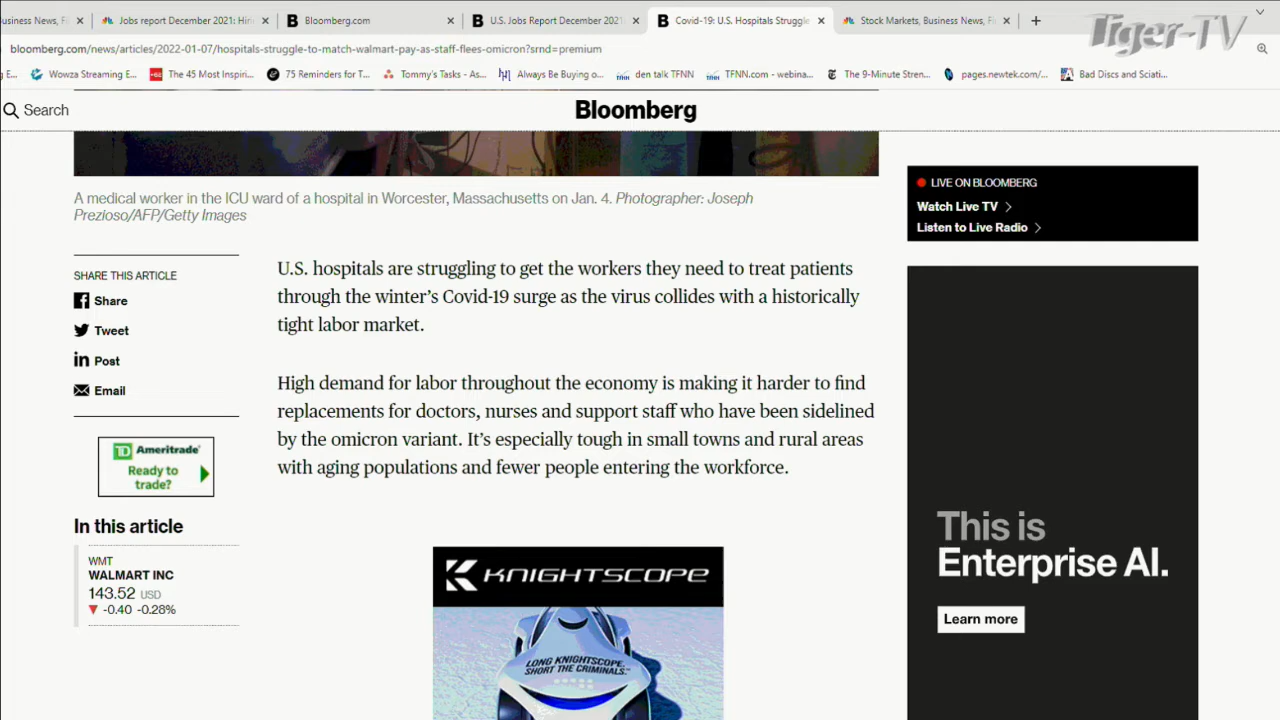 usiness News, F
Jobs report December 2021: Hir
Bloomberg.com
U.S. Jobs Report December 2021
Covid-19: U.S. Hospitals Struggle
Stock Markets, Business News, Fi
Tiger-TV
bloomberg.com/news/articles/2022-01-07/hospitals-struggle-to-match-walmart-pay-as-staff-flees-omicron?srnd=premium
g E...
Wowza Streaming E...
The 45 Most Inspiri...
75 Reminders for T...
Tommy's Tasks - As...
Always Be Buying o...
den talk TFNN
TFNN.com - webina...
The 9-Minute Stren...
pages.newtek.com/...
Bad Discs and Sciati...
Search
Bloomberg
A medical worker in the ICU ward of a hospital in Worcester, Massachusetts on Jan. 4. Photographer: Joseph
Prezioso/AFP/Getty Images
SHARE THIS ARTICLE
Share
Tweet
Post
Email
TD Ameritrade
Ready to
trade?
In this article
WMT
WALMART INC
143.52 USD
-0.40 -0.28%
U.S. hospitals are struggling to get the workers they need to treat patients
through the winter's Covid-19 surge as the virus collides with a historically
tight labor market.
High demand for labor throughout the economy is making it harder to find
replacements for doctors, nurses and support staff who have been sidelined
by the omicron variant. It's especially tough in small towns and rural areas
with aging populations and fewer people entering the workforce.
KNIGHTSCOPE
LONG KNIGHTSCOPE.
SHORT THE CRIMINALS.™
LIVE ON BLOOMBERG
Watch Live TV
Listen to Live Radio
This is
Enterprise AI.
Learn more